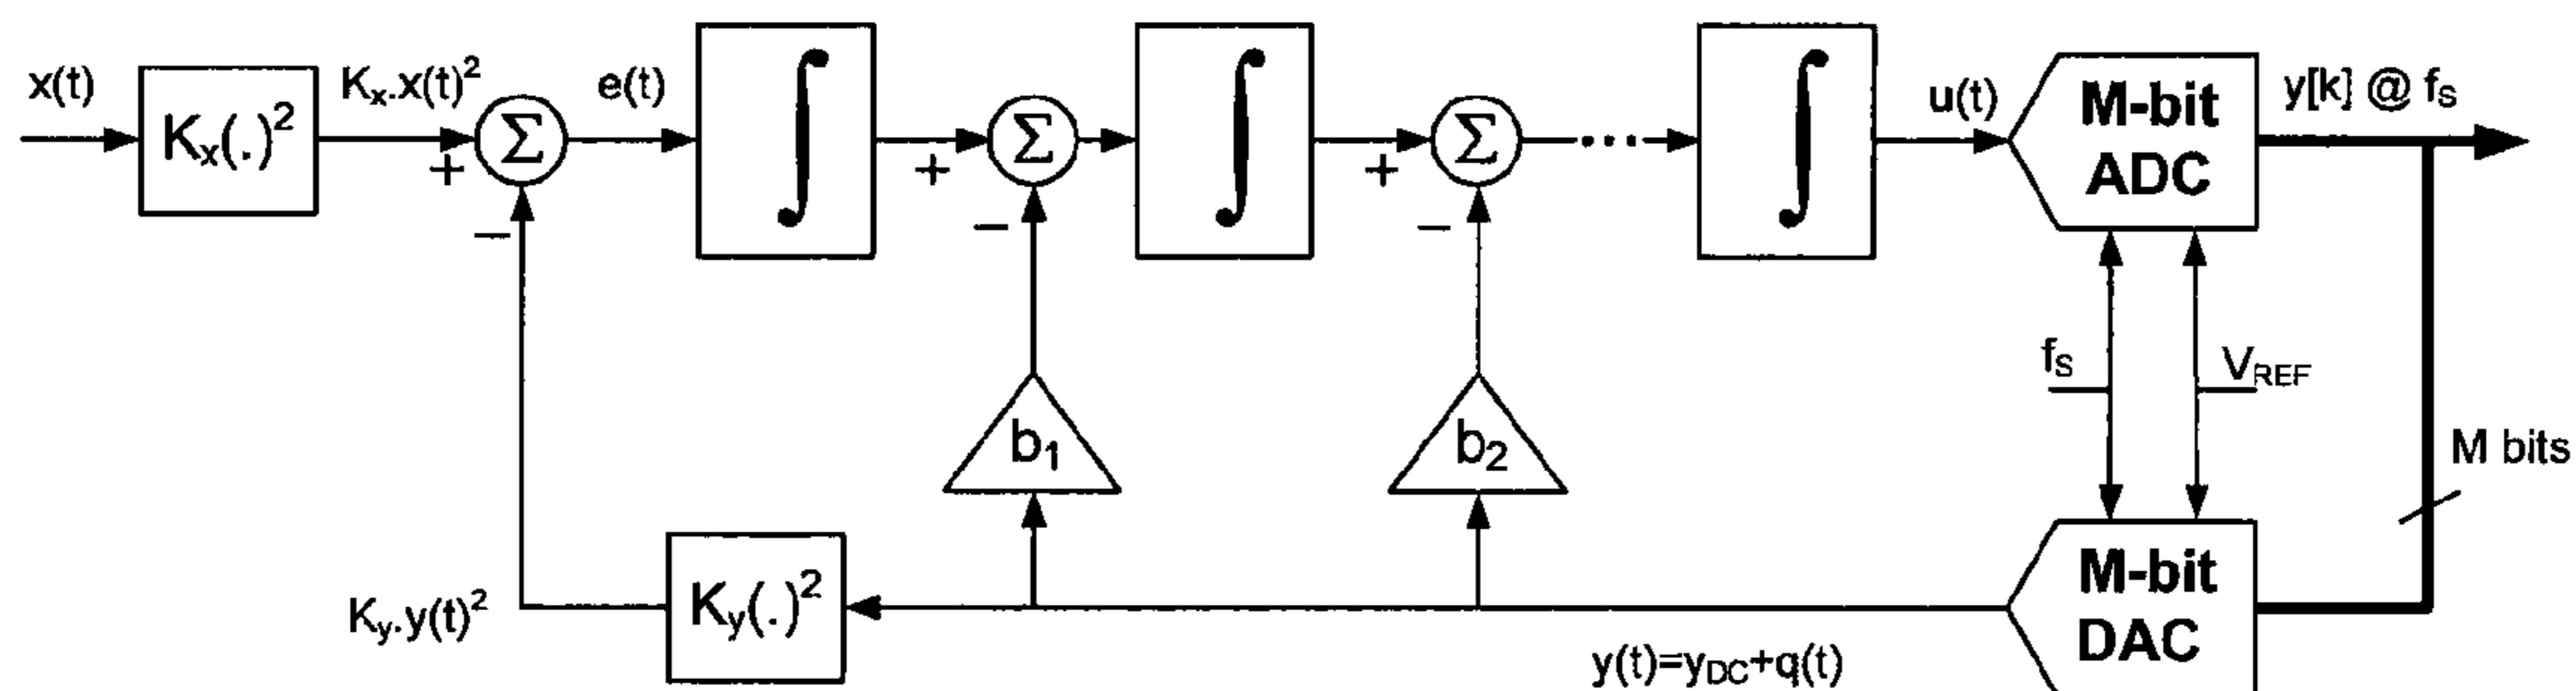 x(t)
Kₓ(.)²
Kₓ.x(t)²
+
−
Σ
e(t)
∫
+
−
Σ
∫
+
−
Σ
...
∫
u(t)
M-bit
ADC
y[k] @ fS
fS
VREF
M bits
b₁
b₂
Ky(.)²
Ky.y(t)²
y(t)=yDC+q(t)
M-bit
DAC